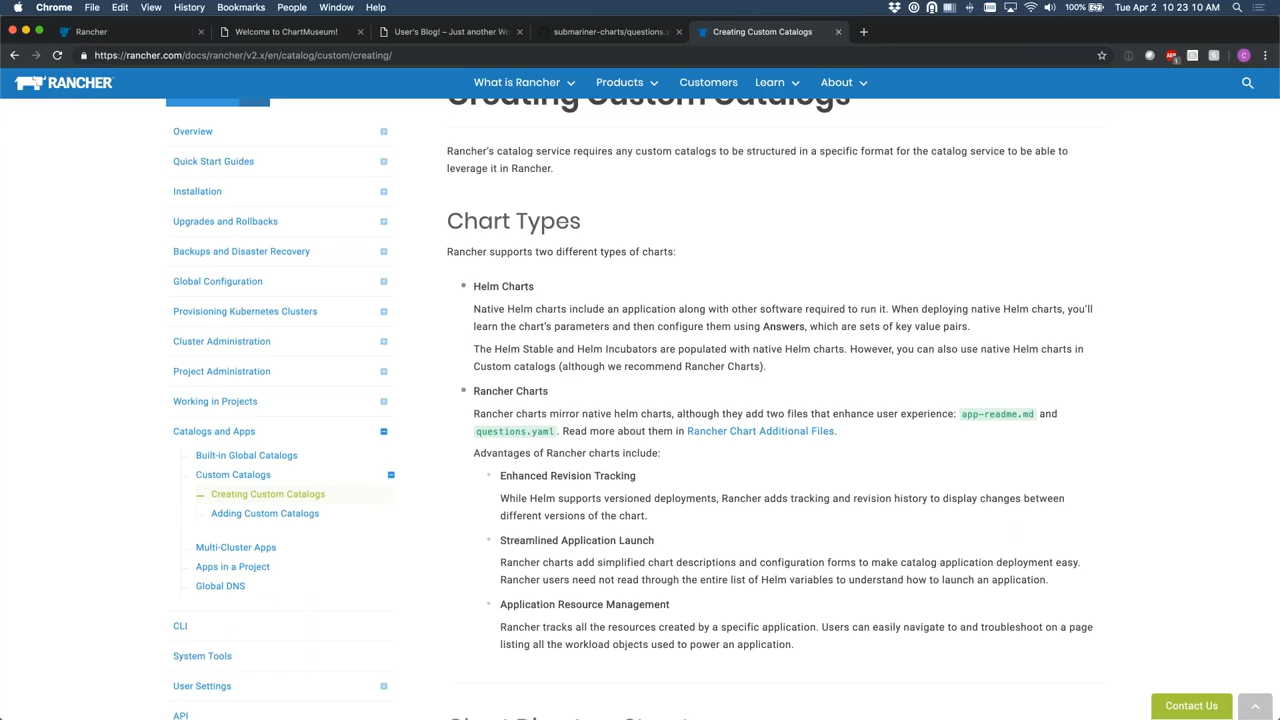 Chrome File Edit View History Bookmarks People Window Help 100% Tue Apr 2 10:23:10 AM
Rancher
Welcome to ChartMuseum!
User's Blog! – Just another W
submariner-charts/questions.y
Creating Custom Catalogs
https://rancher.com/docs/rancher/v2.x/en/catalog/custom/creating/
RANCHER
What is Rancher Products Customers Learn About
Creating Custom Catalogs
Overview
Quick Start Guides
Installation
Upgrades and Rollbacks
Backups and Disaster Recovery
Global Configuration
Provisioning Kubernetes Clusters
Cluster Administration
Project Administration
Working in Projects
Catalogs and Apps
Built-in Global Catalogs
Custom Catalogs
Creating Custom Catalogs
Adding Custom Catalogs
Multi-Cluster Apps
Apps in a Project
Global DNS
CLI
System Tools
User Settings
API
Rancher's catalog service requires any custom catalogs to be structured in a specific format for the catalog service to be able to
leverage it in Rancher.
Chart Types
Rancher supports two different types of charts:
Helm Charts
Native Helm charts include an application along with other software required to run it. When deploying native Helm charts, you'll
learn the chart's parameters and then configure them using Answers, which are sets of key value pairs.
The Helm Stable and Helm Incubators are populated with native Helm charts. However, you can also use native Helm charts in
Custom catalogs (although we recommend Rancher Charts).
Rancher Charts
Rancher charts mirror native helm charts, although they add two files that enhance user experience: app-readme.md and
questions.yaml. Read more about them in Rancher Chart Additional Files.
Advantages of Rancher charts include:
Enhanced Revision Tracking
While Helm supports versioned deployments, Rancher adds tracking and revision history to display changes between
different versions of the chart.
Streamlined Application Launch
Rancher charts add simplified chart descriptions and configuration forms to make catalog application deployment easy.
Rancher users need not read through the entire list of Helm variables to understand how to launch an application.
Application Resource Management
Rancher tracks all the resources created by a specific application. Users can easily navigate to and troubleshoot on a page
listing all the workload objects used to power an application.
Contact Us